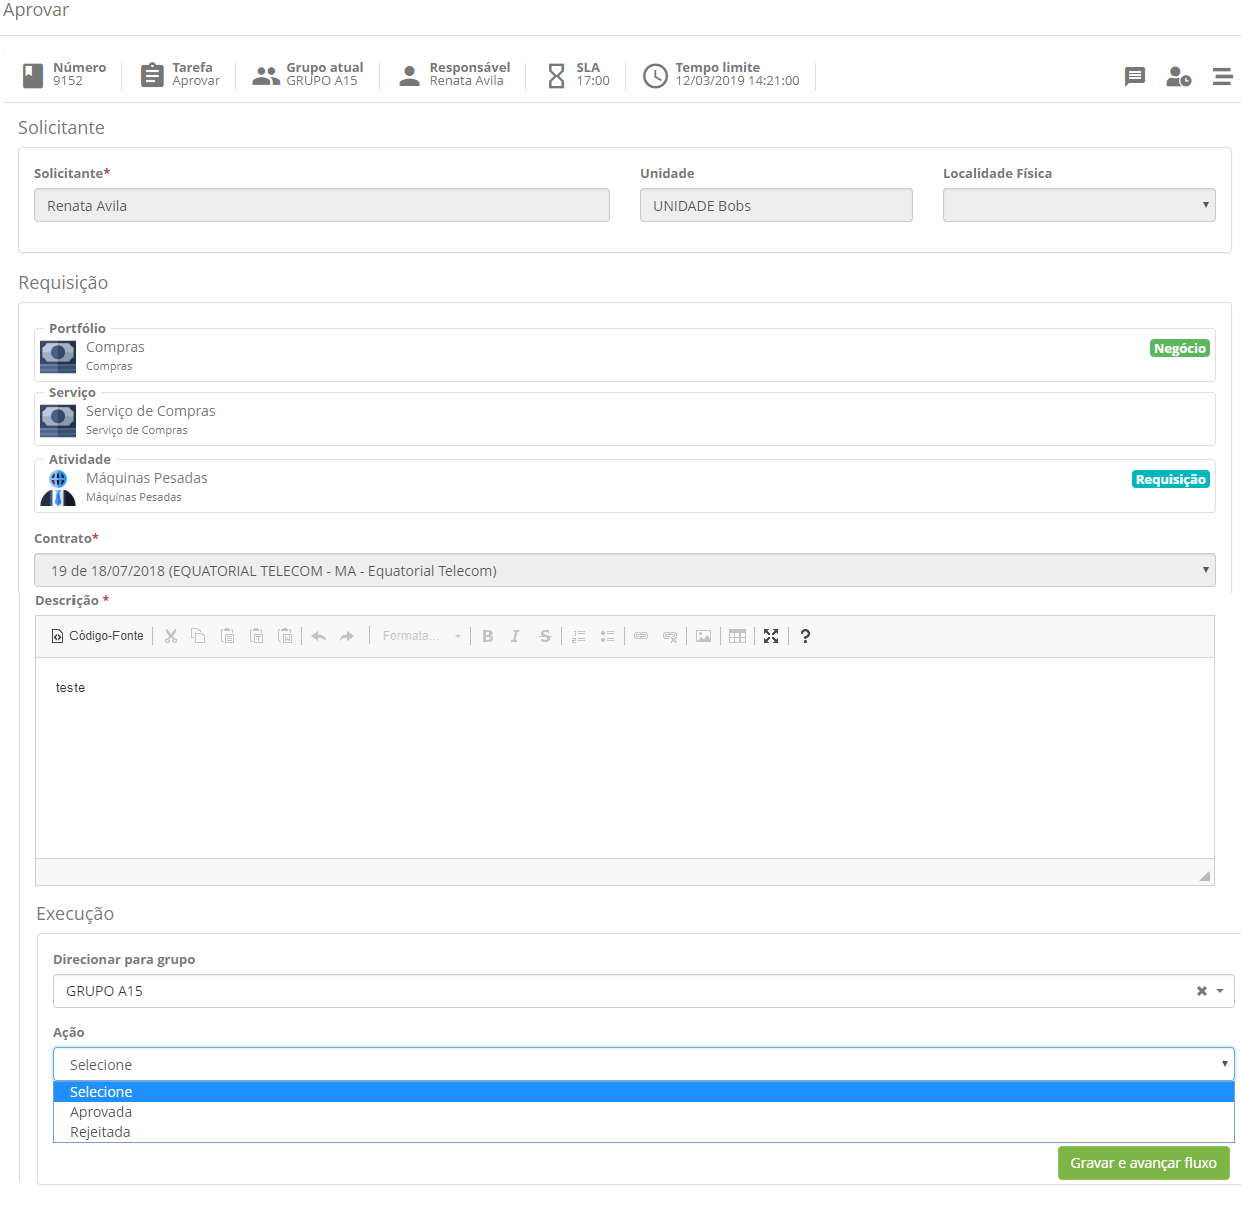 Aprovar
Número Tarefa Grupo atual Responsável SLA Tempo limite
9152 Aprovar GRUPO A15 Renata Avila 17:00 12/03/2019 14:21:00
Solicitante
Solicitante* Unidade Localidade Física
Renata Avila UNIDADE Bobs
Requisição
Portfólio
Compras Negócio
Compras
Serviço
Serviço de Compras
Serviço de Compras
Atividade
Máquinas Pesadas Requisição
Máquinas Pesadas
Contrato*
19 de 18/07/2018 (EQUATORIAL TELECOM - MA - Equatorial Telecom)
Descrição *
Código-Fonte Formata... B I S ?
teste
Execução
Direcionar para grupo
GRUPO A15
Ação
Selecione
Selecione
Aprovada
Rejeitada
Gravar e avançar fluxo